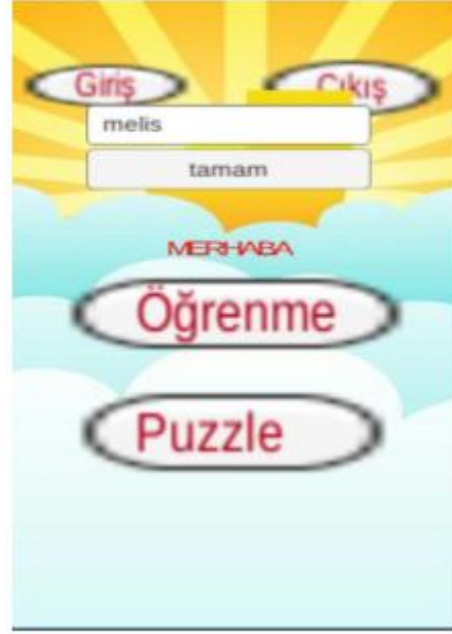 Giriş Çıkış
melis
tamam
MERHABA
Öğrenme
Puzzle